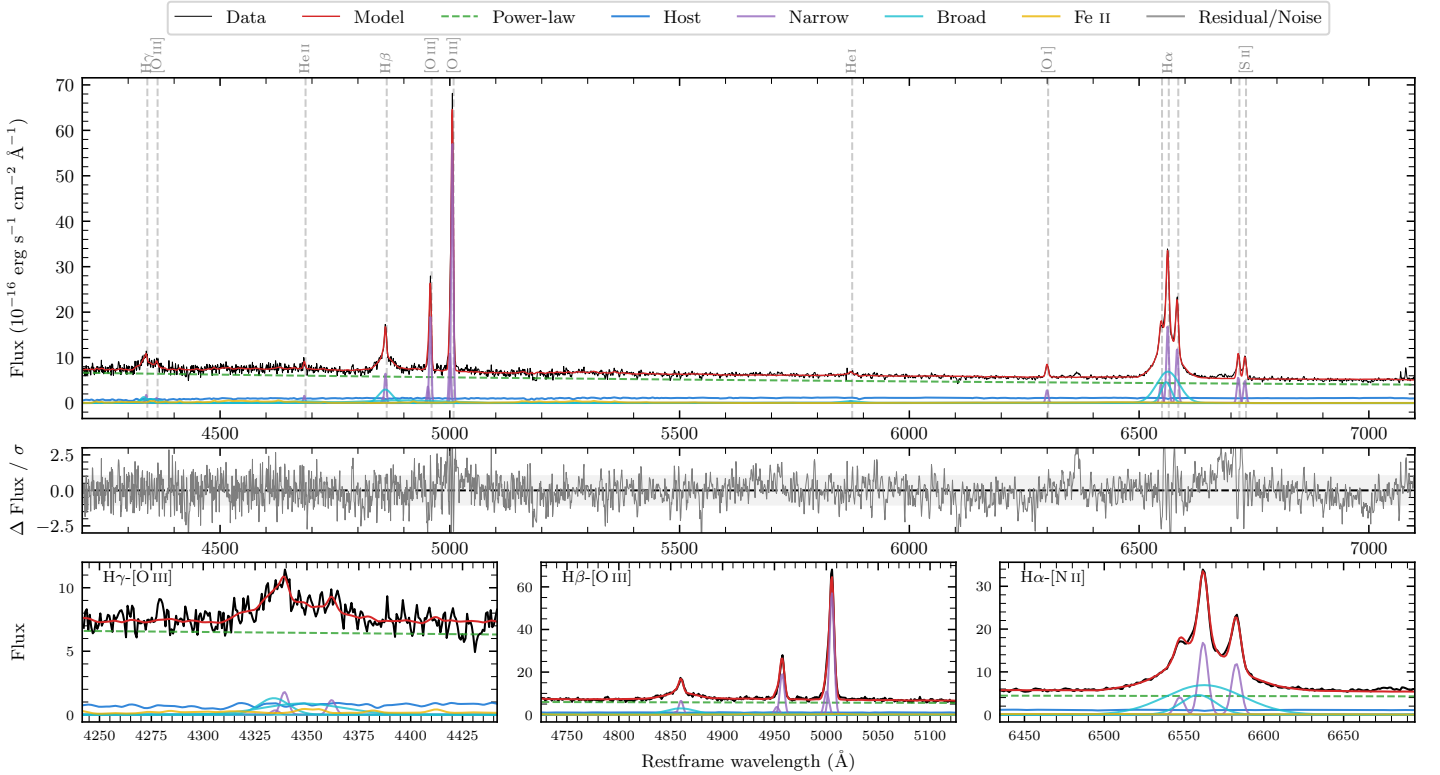 Data Model Power-law Host Narrow Broad Fe II Residual/Noise
Hγ [O III] He II Hβ [O III] [O III] He I [O I] Hα [S II]
70
60
50
40
30
20
10
0
Flux (10⁻¹⁶ erg s⁻¹ cm⁻² Å⁻¹)
4500 5000 5500 6000 6500 7000
2.5
0.0
−2.5
Δ Flux / σ
4500 5000 5500 6000 6500 7000
Hγ-[O III]
10
5
0
Flux
4250 4275 4300 4325 4350 4375 4400 4425
Hβ-[O III]
60
40
20
0
4750 4800 4850 4900 4950 5000 5050 5100
Hα-[N II]
30
20
10
0
6450 6500 6550 6600 6650
Restframe wavelength (Å)